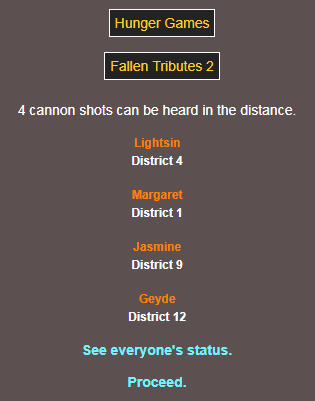 Hunger Games
Fallen Tributes 2
4 cannon shots can be heard in the distance.
Lightsin
District 4
Margaret
District 1
Jasmine
District 9
Geyde
District 12
See everyone's status.
Proceed.